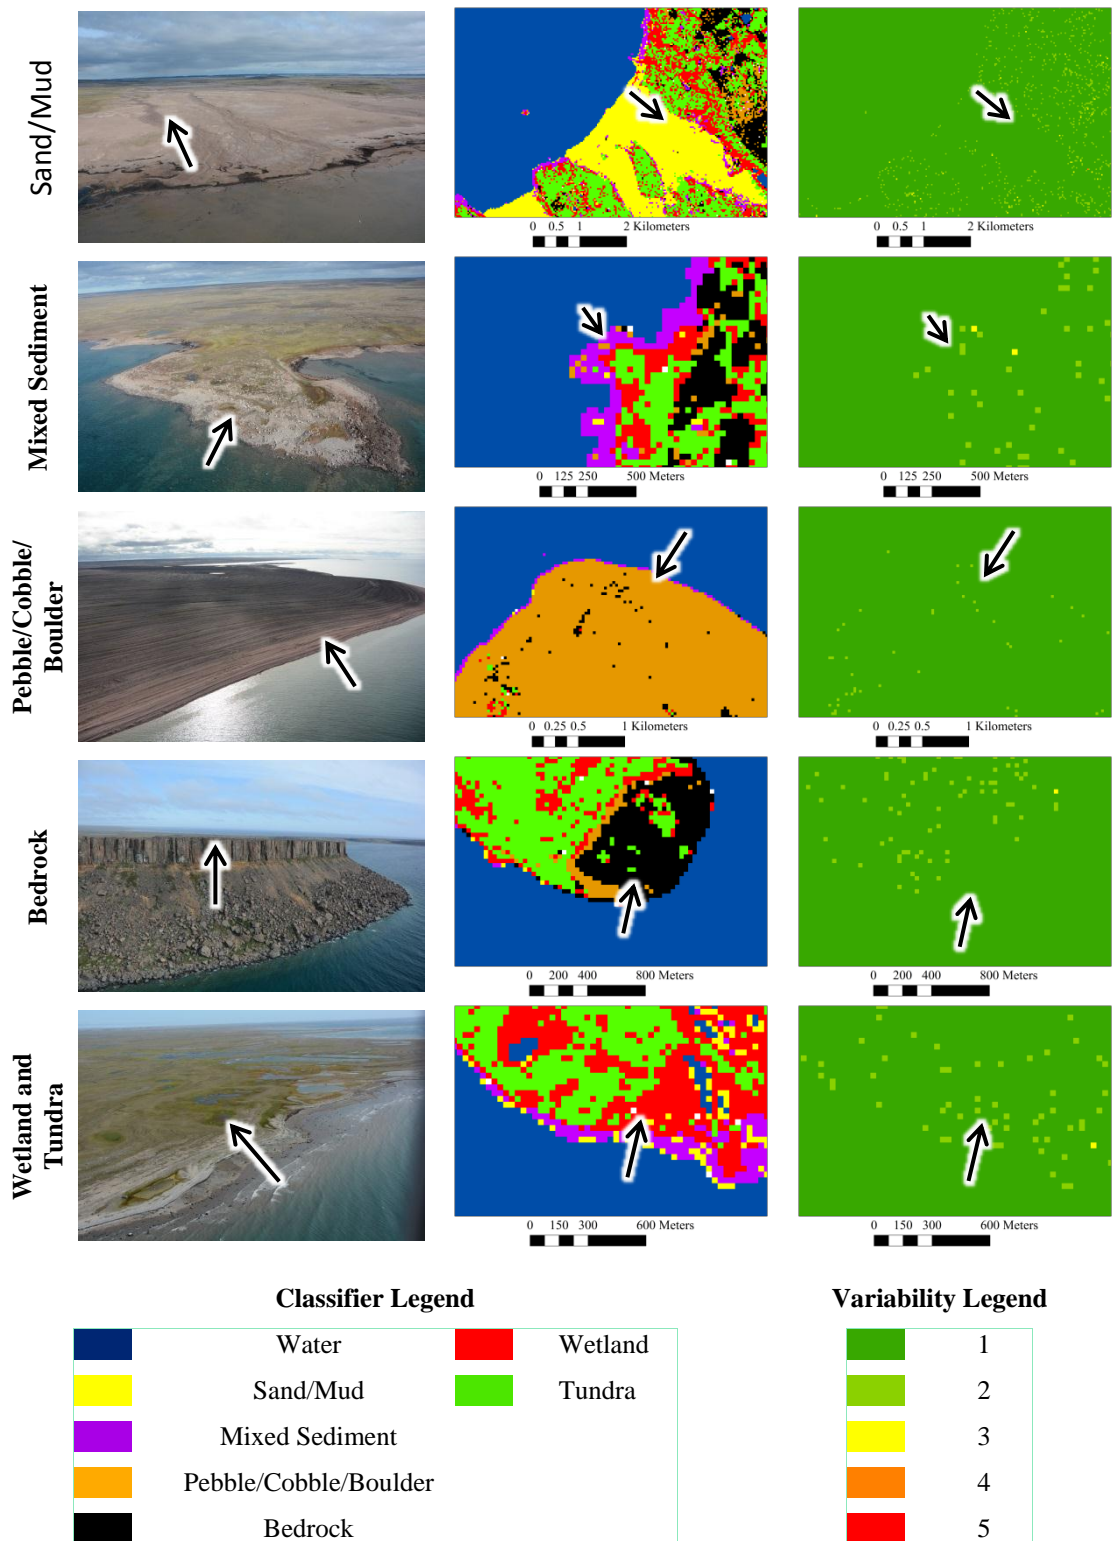 Sand/Mud
0 0.5 1 2 Kilometers
0 0.5 1 2 Kilometers
Mixed Sediment
0 125 250 500 Meters
0 125 250 500 Meters
Pebble/Cobble/
Boulder
0 0.25 0.5 1 Kilometers
0 0.25 0.5 1 Kilometers
Bedrock
0 200 400 800 Meters
0 200 400 800 Meters
Wetland and
Tundra
0 150 300 600 Meters
0 150 300 600 Meters
Classifier Legend
Water
Wetland
Sand/Mud
Tundra
Mixed Sediment
Pebble/Cobble/Boulder
Bedrock
Variability Legend
1
2
3
4
5